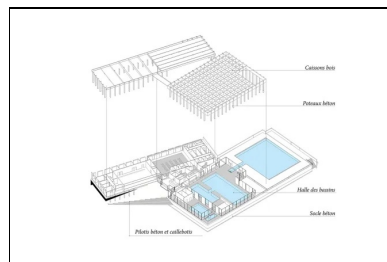 Caissons bois
Poteaux béton
Halle des bassins
Socle béton
Pilotis béton et caillebotis